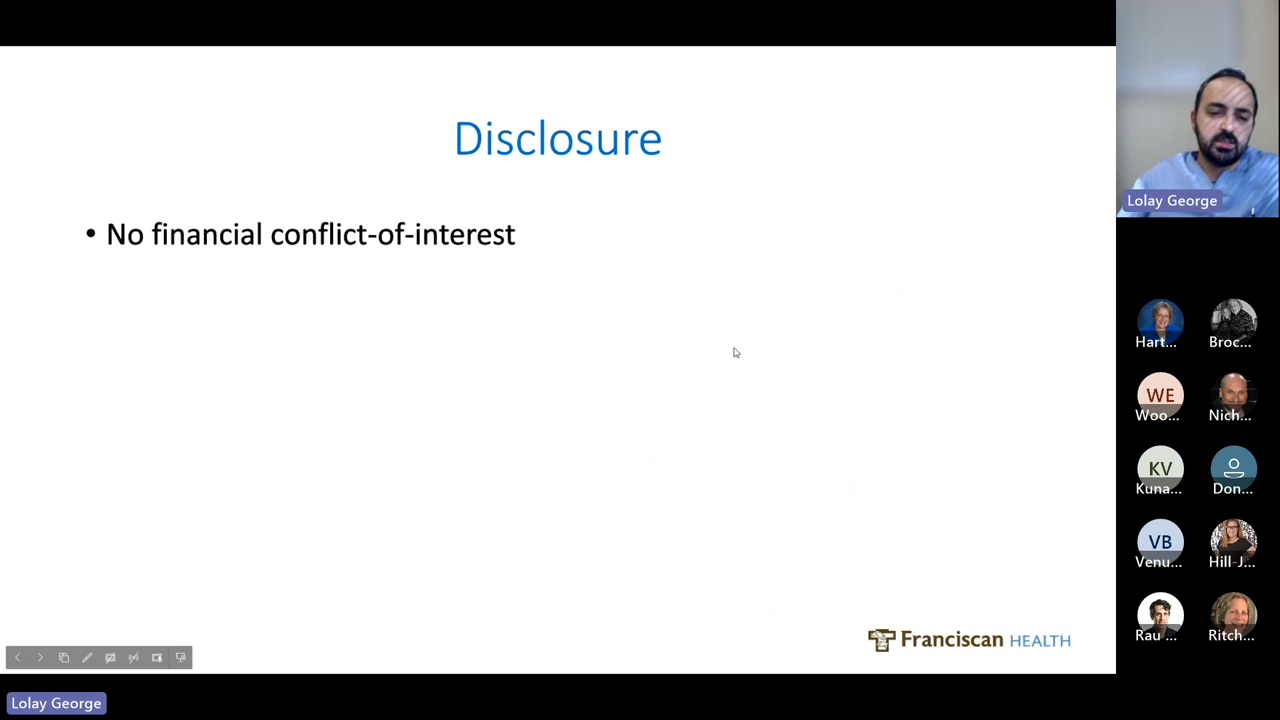 Disclosure
• No financial conflict-of-interest
Franciscan HEALTH
Lolay George
Lolay George
Hart...
Broc...
WE
Woo...
Nich...
KV
Kuna...
Don...
VB
Venu...
Hill-J...
Rau ...
Ritch...